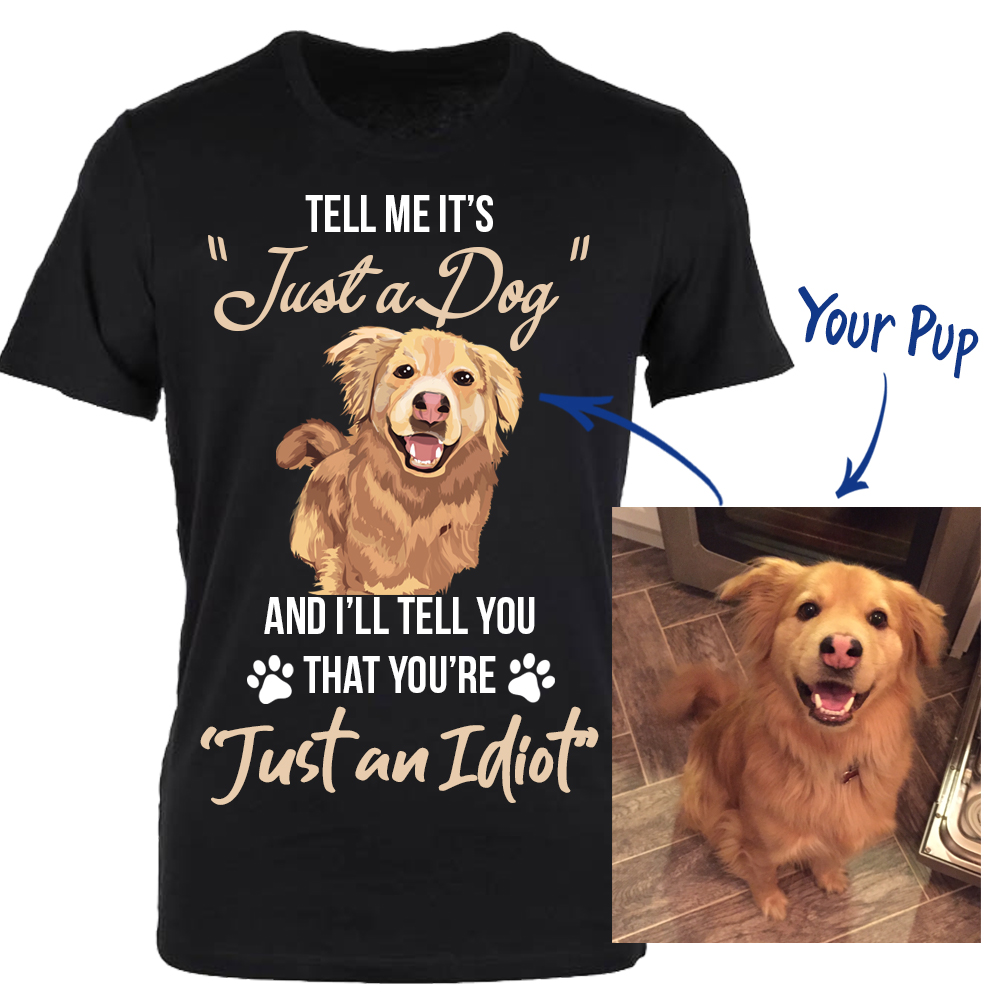 TELL ME IT'S
"Just a Dog"
AND I'LL TELL YOU
THAT YOU'RE
"Just an Idiot"
Your Pup